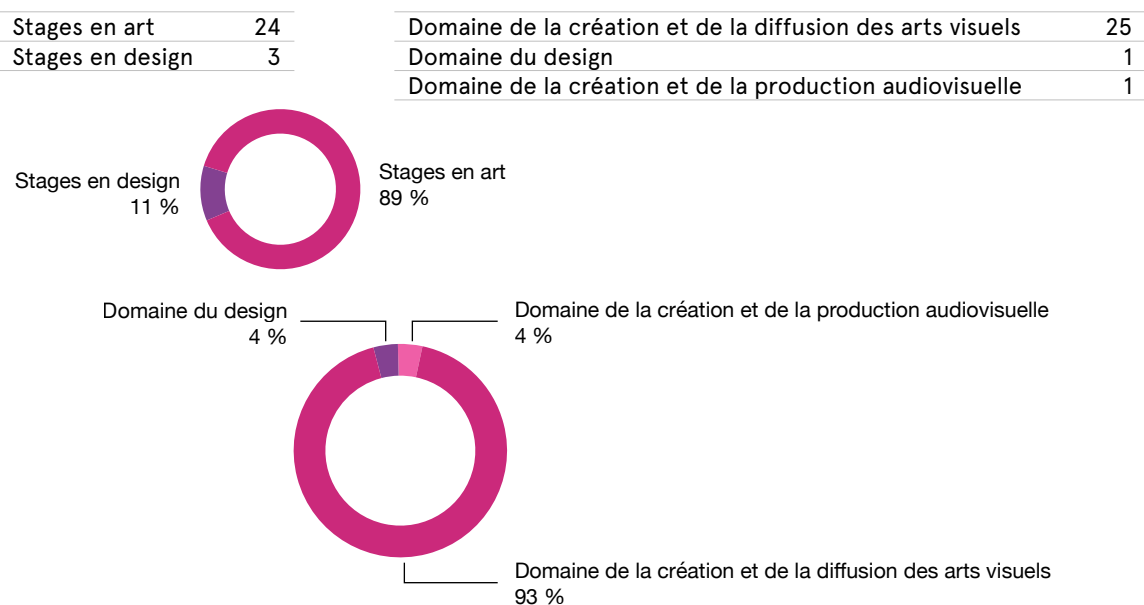 Stages en art 24
Stages en design 3
Domaine de la création et de la diffusion des arts visuels 25
Domaine du design 1
Domaine de la création et de la production audiovisuelle 1
Stages en design
11 %
Stages en art
89 %
Domaine du design
4 %
Domaine de la création et de la production audiovisuelle
4 %
Domaine de la création et de la diffusion des arts visuels
93 %